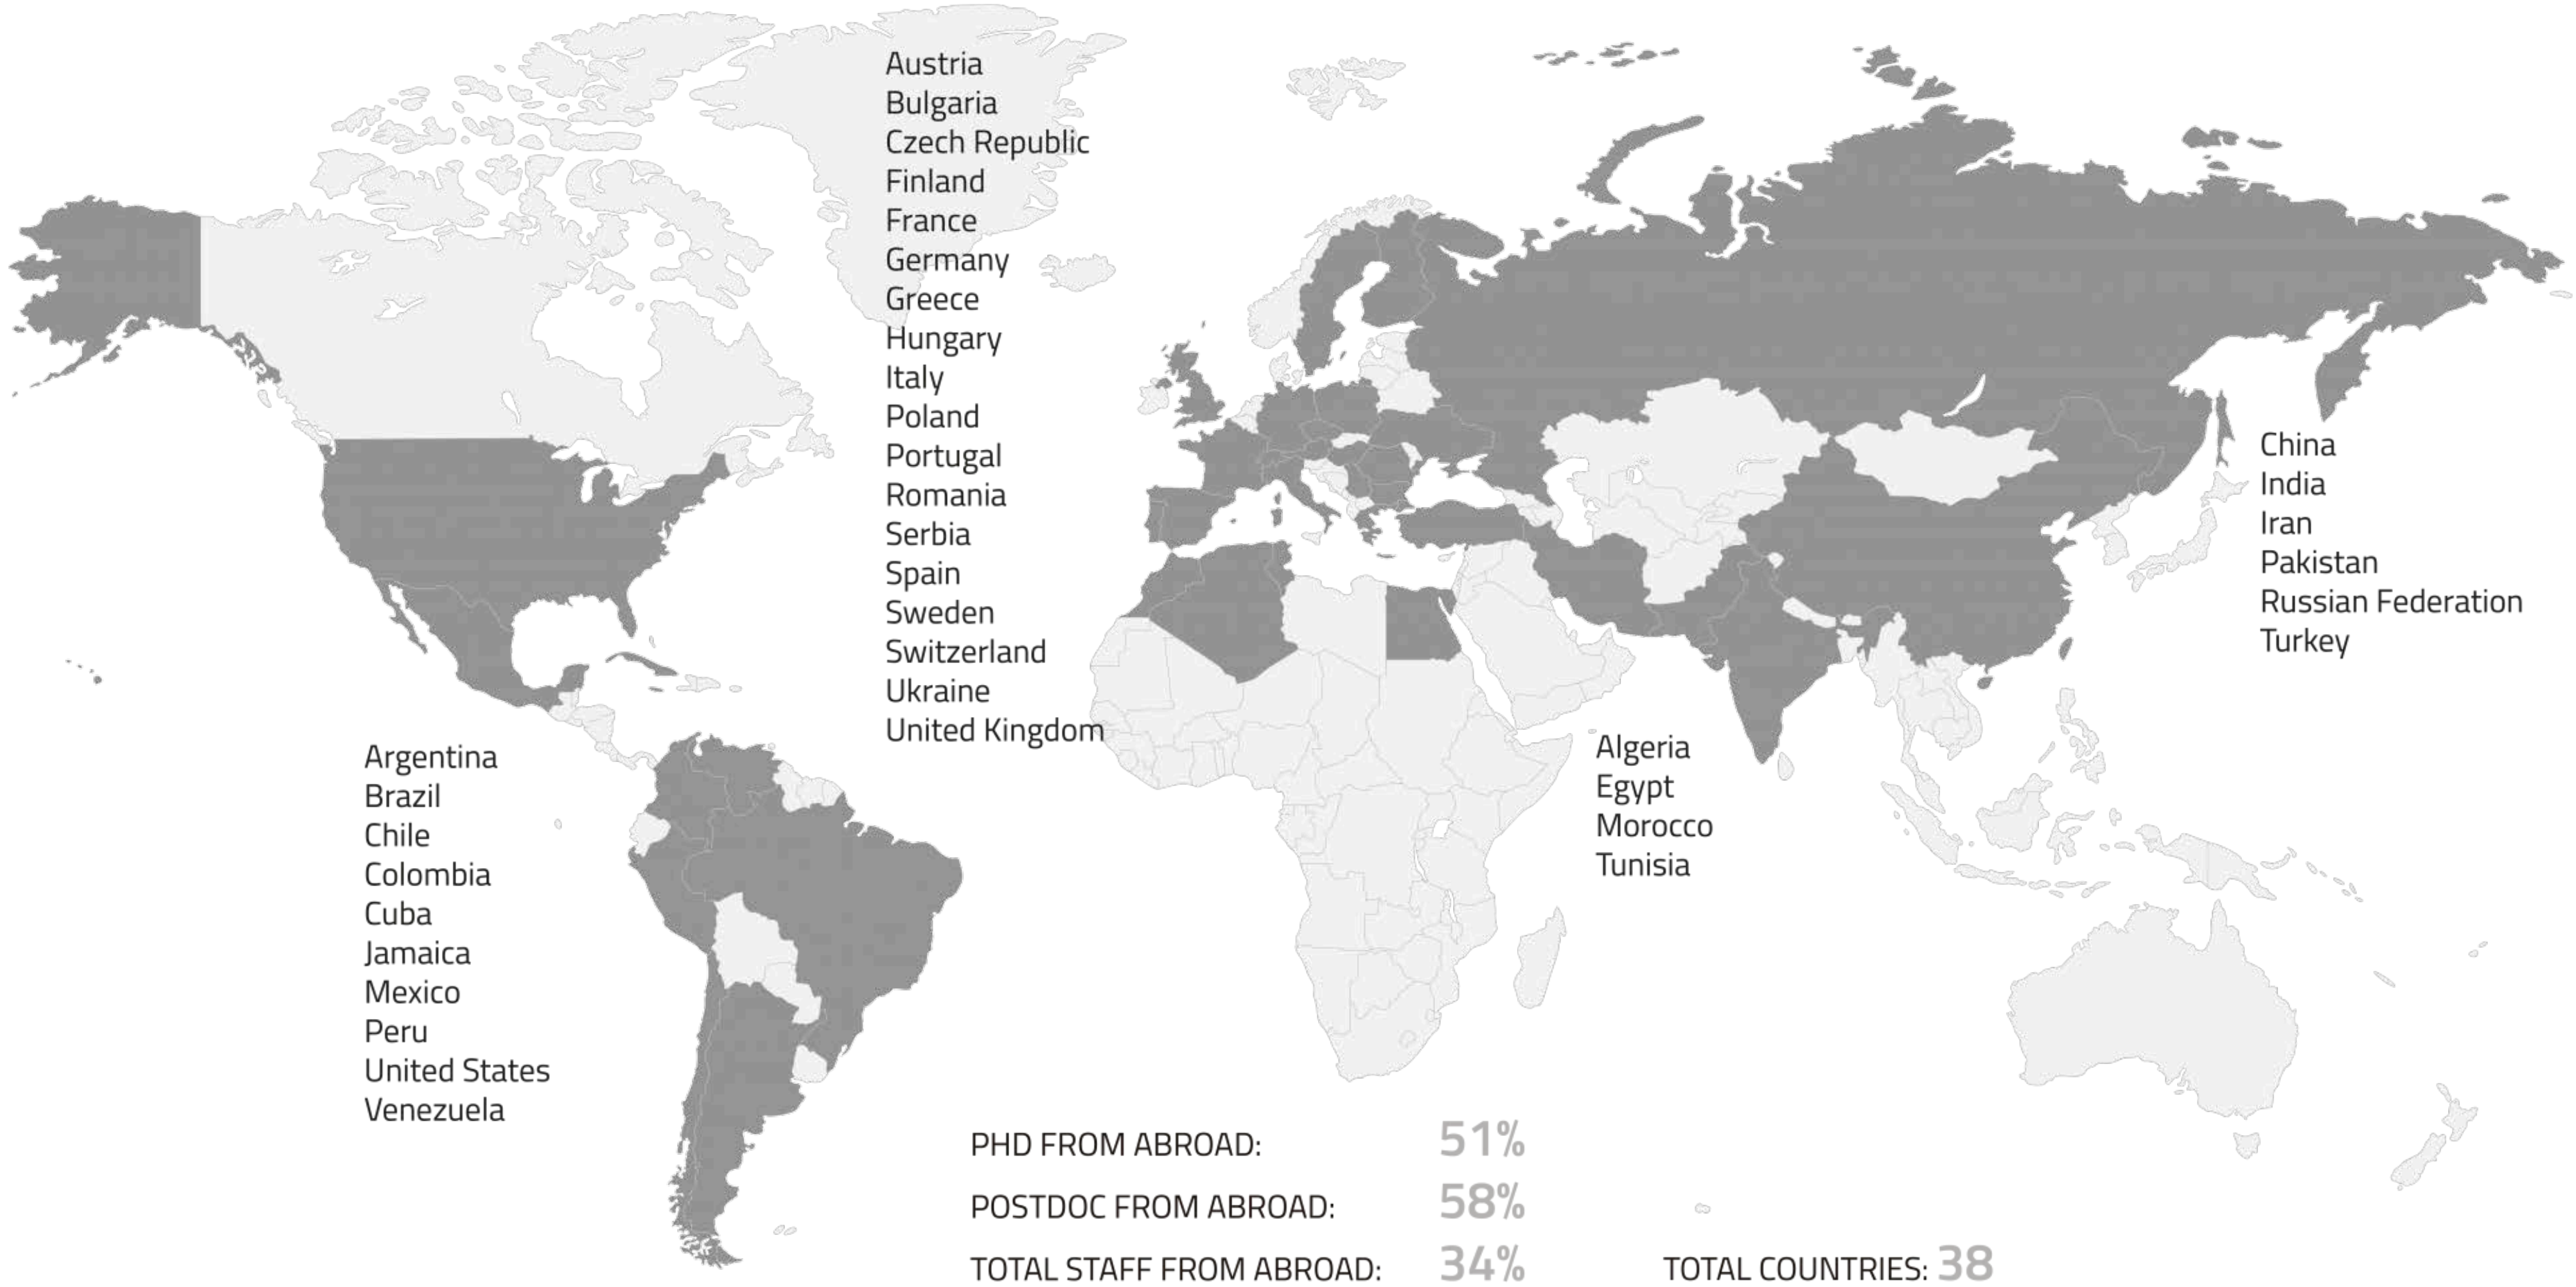 Austria
Bulgaria
Czech Republic
Finland
France
Germany
Greece
Hungary
Italy
Poland
Portugal
Romania
Serbia
Spain
Sweden
Switzerland
Ukraine
United Kingdom
China
India
Iran
Pakistan
Russian Federation
Turkey
Argentina
Brazil
Chile
Colombia
Cuba
Jamaica
Mexico
Peru
United States
Venezuela
Algeria
Egypt
Morocco
Tunisia
PHD FROM ABROAD: 51%
POSTDOC FROM ABROAD: 58%
TOTAL STAFF FROM ABROAD: 34%
TOTAL COUNTRIES: 38